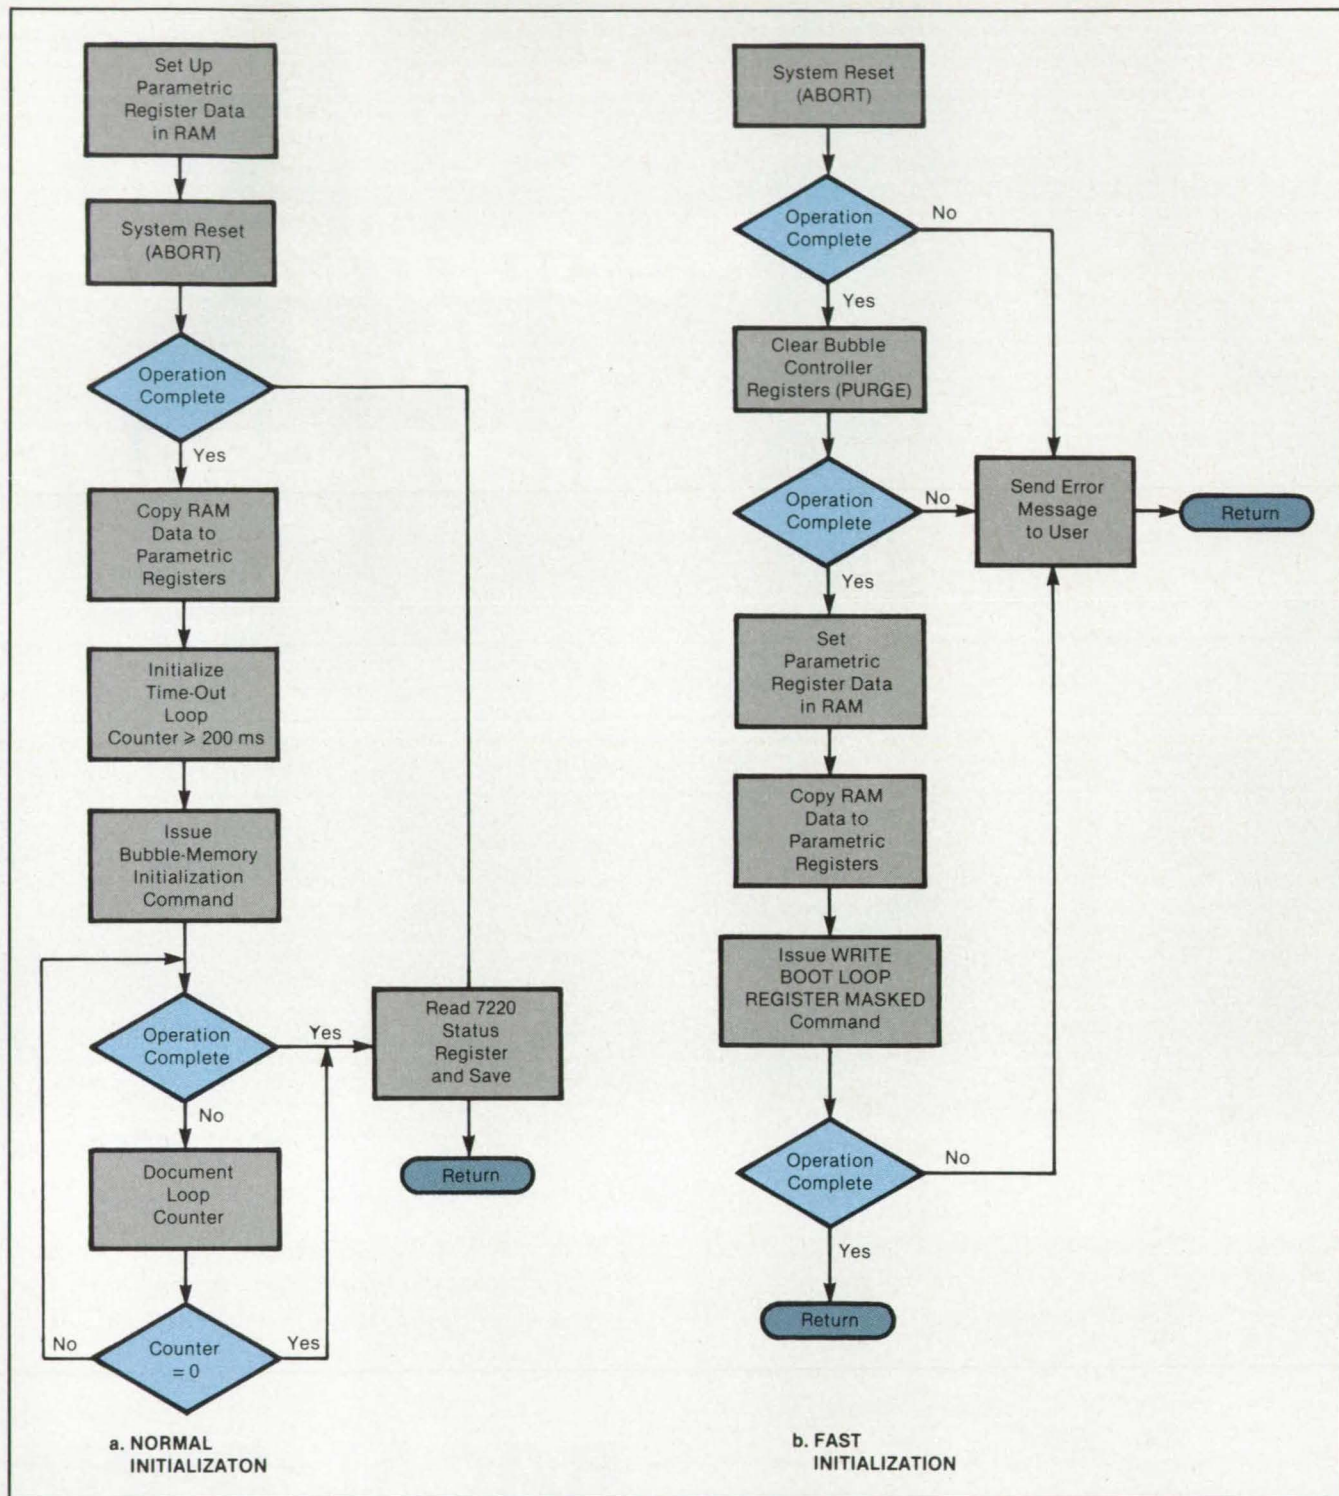 Set Up
Parametric
Register Data
in RAM
System Reset
(ABORT)
Operation
Complete
Yes
Copy RAM
Data to
Parametric
Registers
Initialize
Time-Out
Loop
Counter ⩾ 200 ms
Issue
Bubble-Memory
Initialization
Command
Operation
Complete
Yes
No
Read 7220
Status
Register
and Save
Return
Document
Loop
Counter
Counter
= 0
No
Yes
a. NORMAL
INITIALIZATON
System Reset
(ABORT)
Operation
Complete
No
Yes
Clear Bubble
Controller
Registers (PURGE)
Operation
Complete
No
Send Error
Message
to User
Return
Yes
Set
Parametric
Register Data
in RAM
Copy RAM
Data to
Parametric
Registers
Issue WRITE
BOOT LOOP
REGISTER MASKED
Command
Operation
Complete
No
Yes
Return
b. FAST
INITIALIZATION